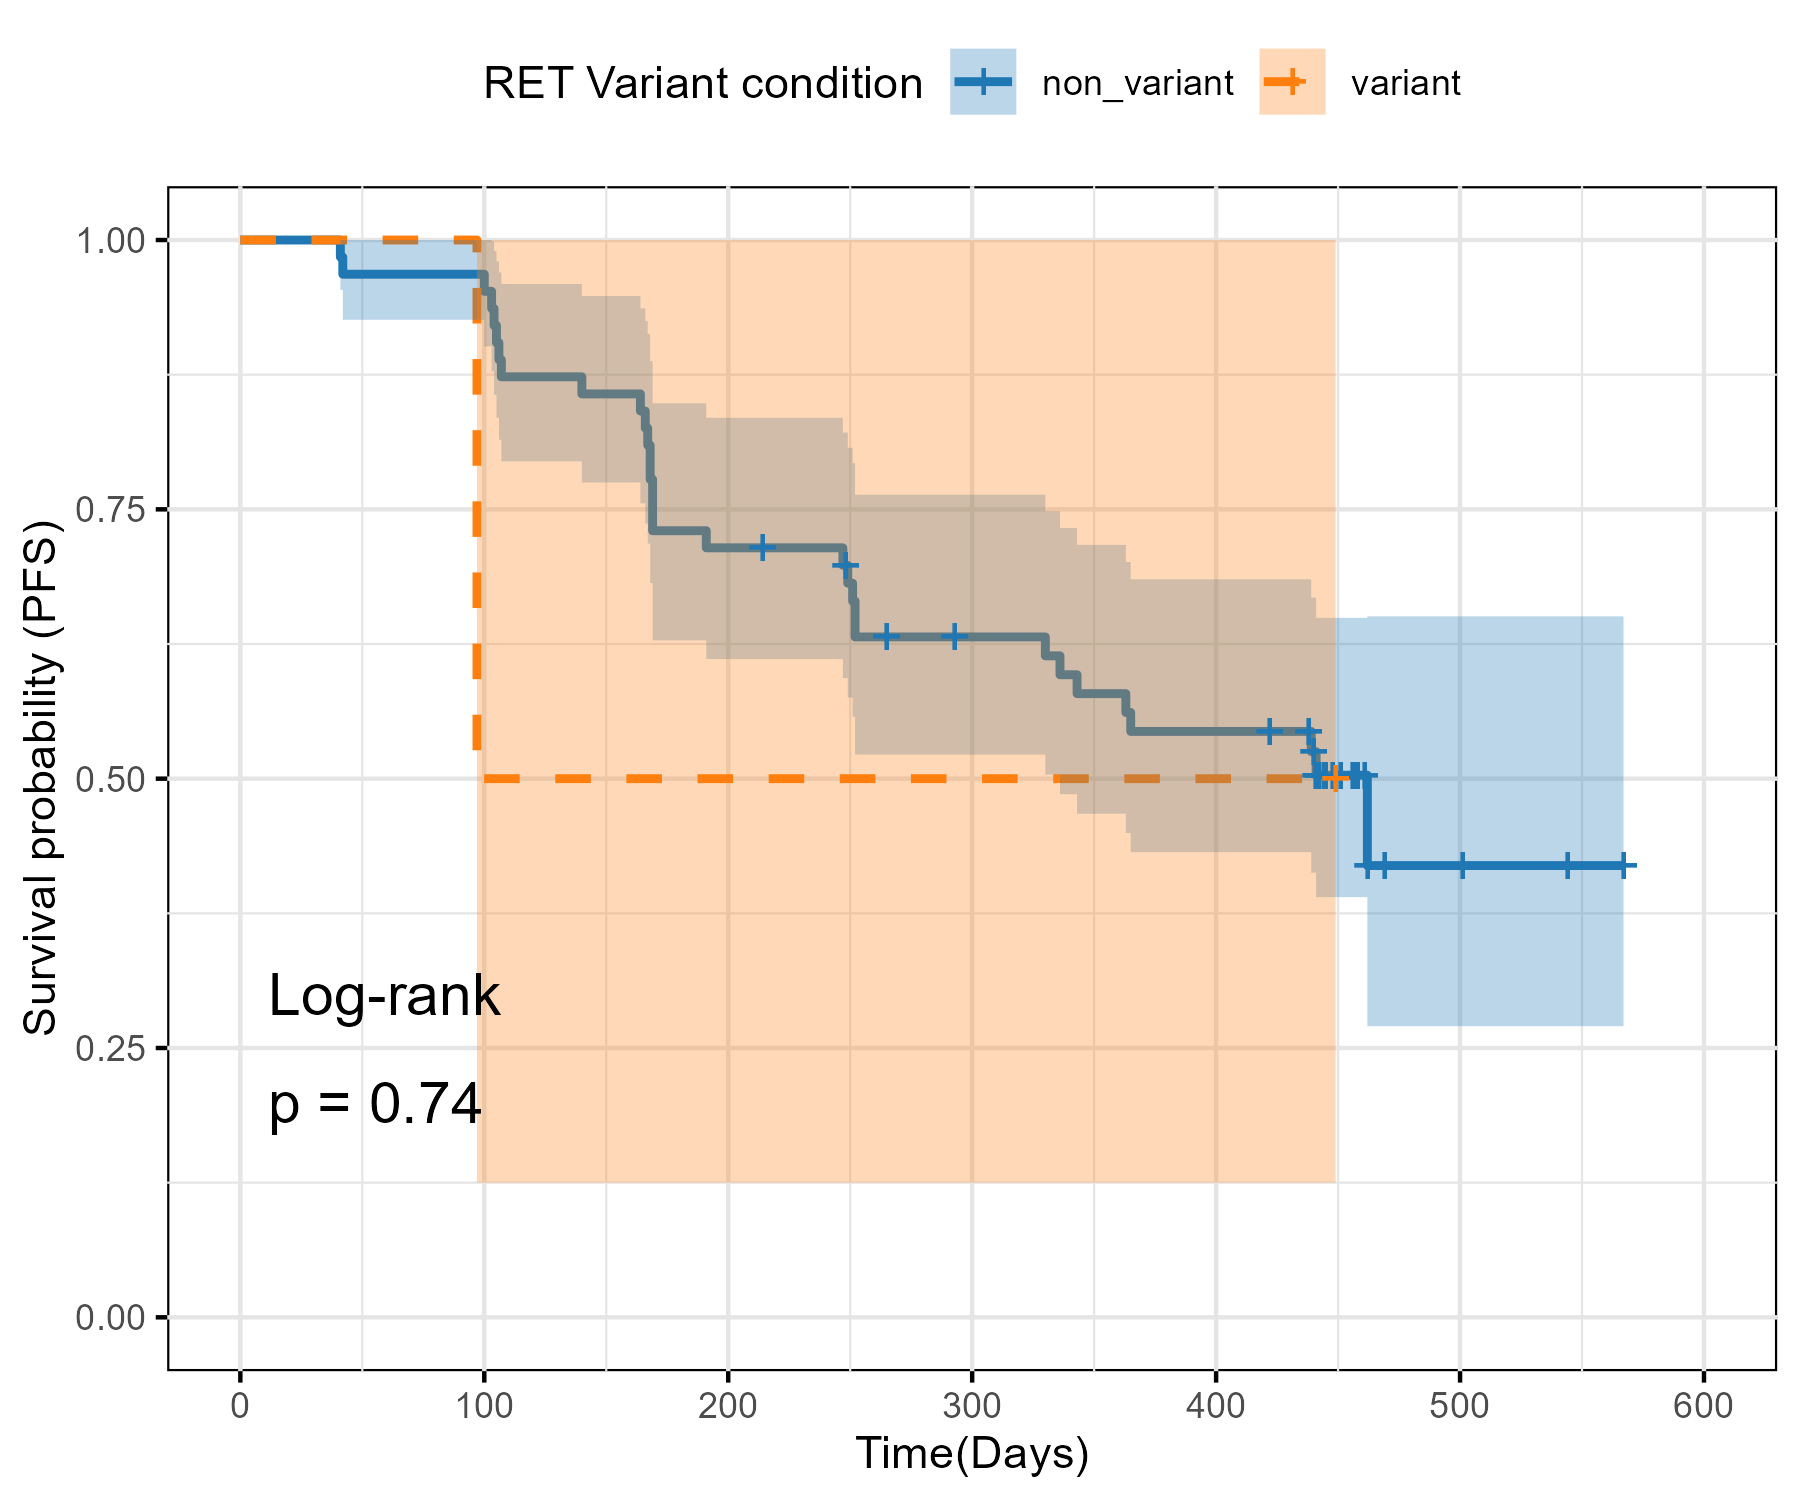 RET Variant condition non_variant variant
Survival probability (PFS)
1.00
0.75
0.50
0.25
0.00
Log-rank
p = 0.74
0 100 200 300 400 500 600
Time(Days)